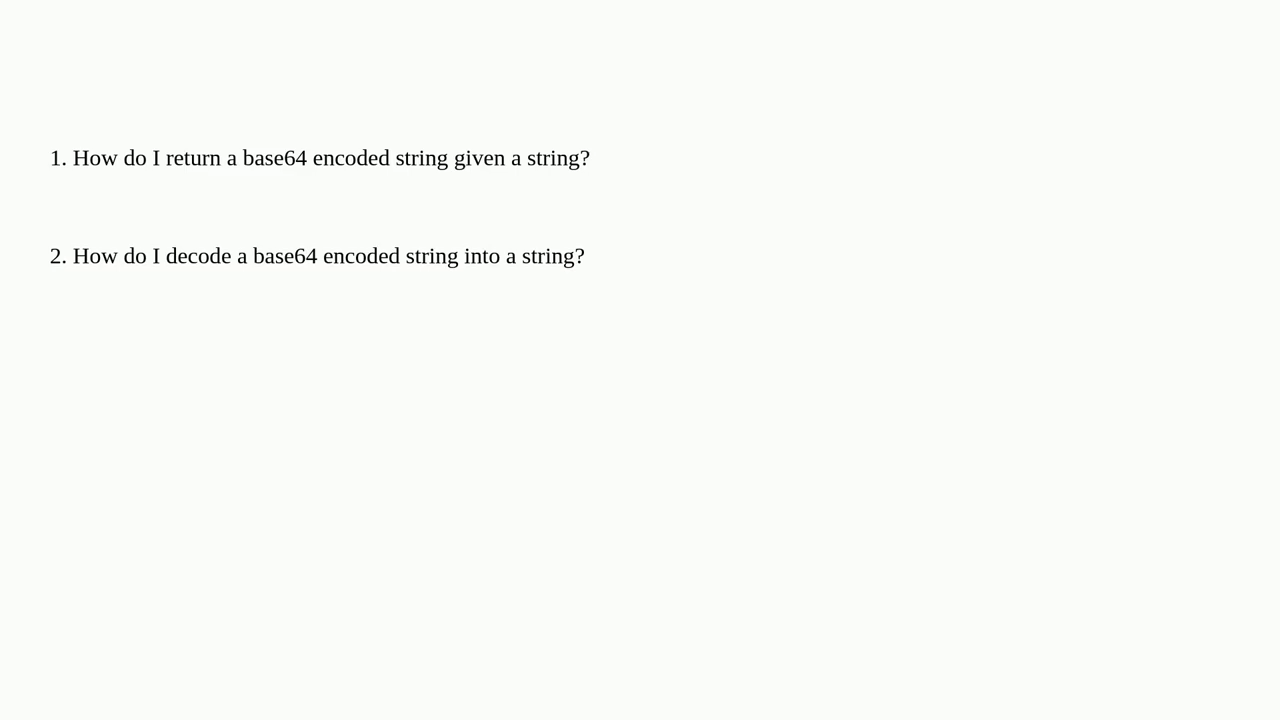 1. How do I return a base64 encoded string given a string?
2. How do I decode a base64 encoded string into a string?